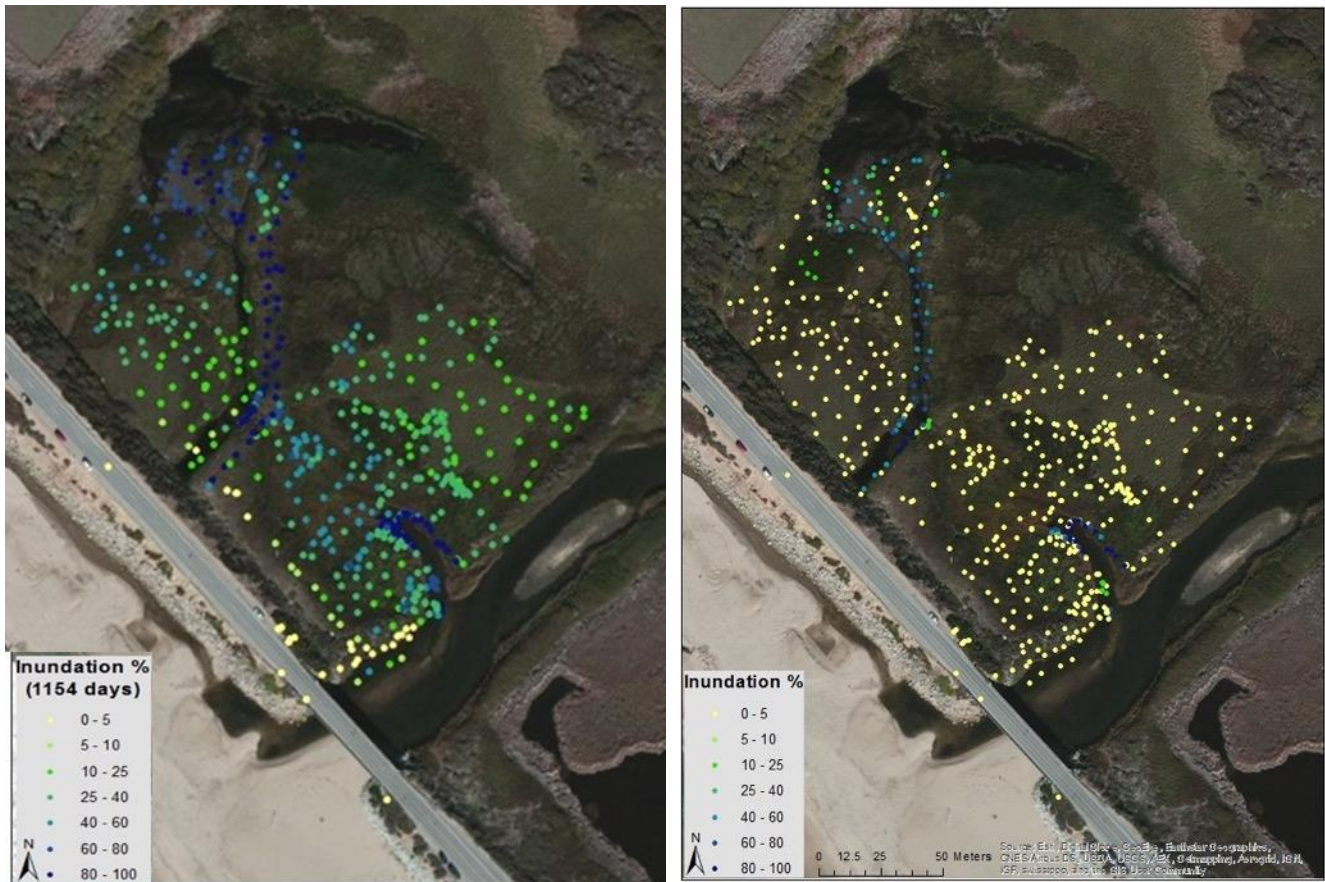 Inundation %
(1154 days)
0 - 5
5 - 10
10 - 25
25 - 40
40 - 60
60 - 80
80 - 100
N
Inundation %
0 - 5
5 - 10
10 - 25
25 - 40
40 - 60
60 - 80
80 - 100
N
0 12.5 25 50 Meters
Source: Esri, DigitalGlobe, GeoEye, Earthstar Geographics,
CNES/Airbus DS, USDA, USGS, AEX, Getmapping, Aerogrid, IGN,
IGP, swisstopo, and the GIS User Community